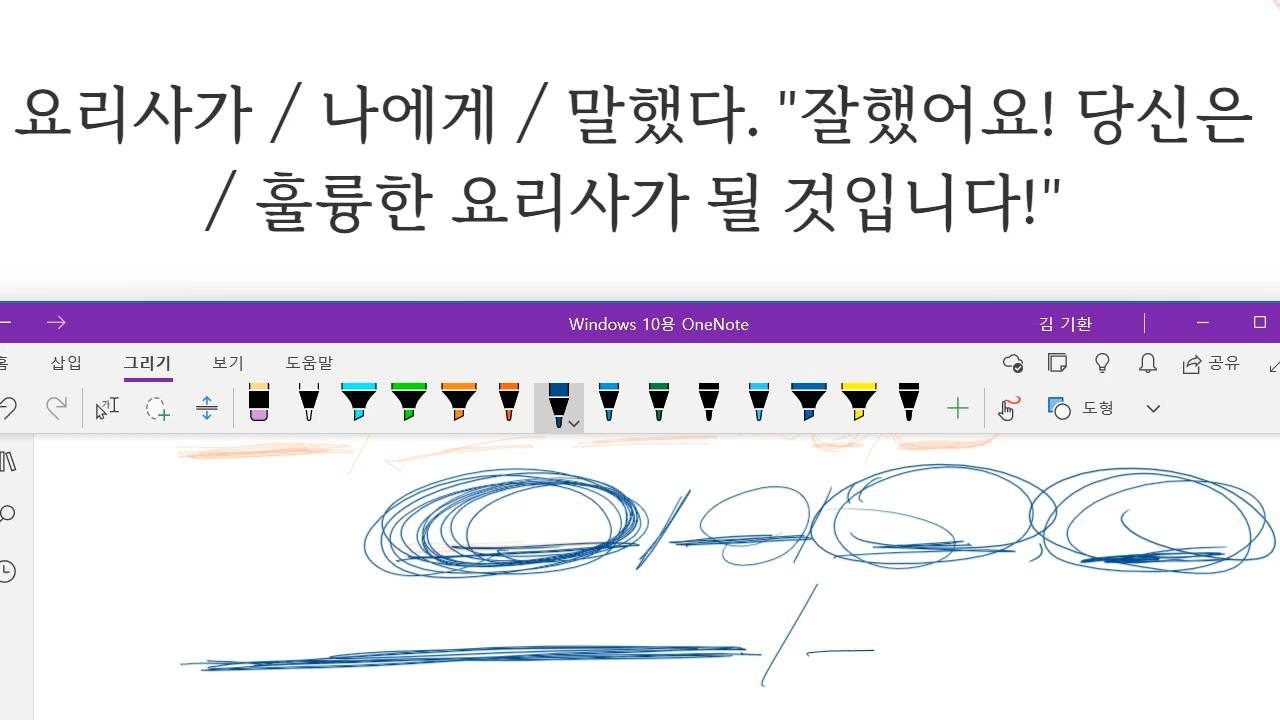 요리사가 / 나에게 / 말했다. "잘했어요! 당신은
/ 훌륭한 요리사가 될 것입니다!"
Windows 10용 OneNote
김 기환
홈 삽입 그리기 보기 도움말
공유
가
도형